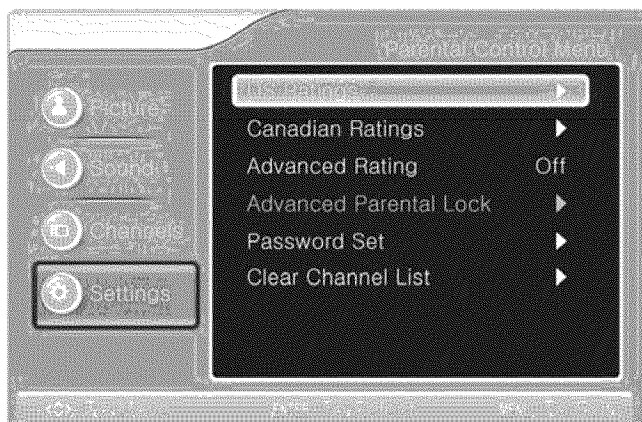 Parental Control Menu
Picture
Sound
Channels
Settings
US Ratings
Canadian Ratings
Advanced Rating Off
Advanced Parental Lock
Password Set
Clear Channel List